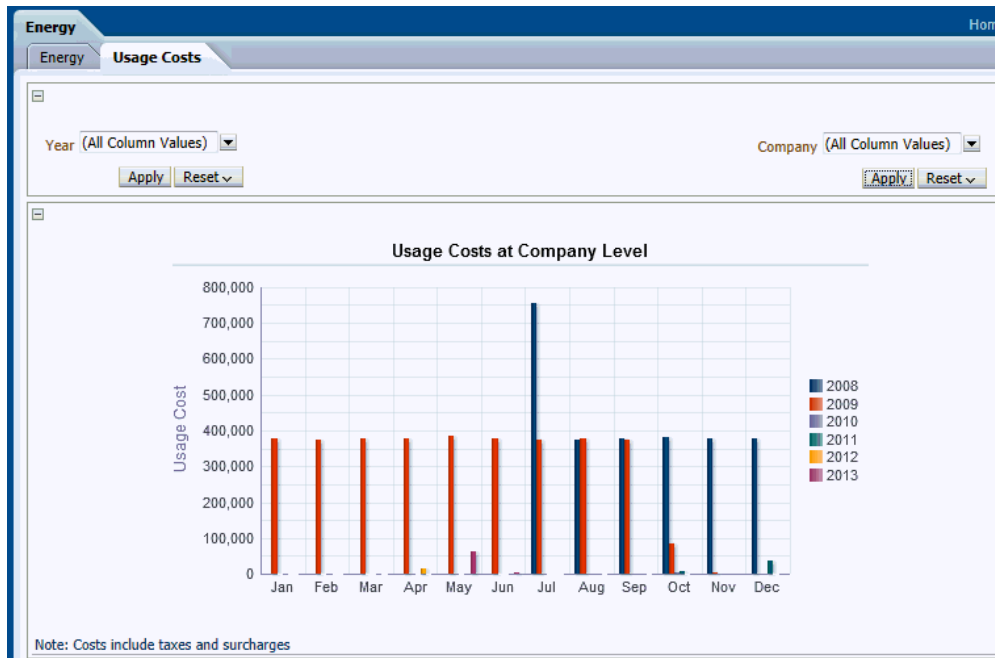 Energy
Energy Usage Costs
Year (All Column Values) Company (All Column Values)
Apply Reset Apply Reset
Usage Costs at Company Level
800,000
700,000
600,000
500,000
400,000
300,000
200,000
100,000
0
Usage Cost
Jan Feb Mar Apr May Jun Jul Aug Sep Oct Nov Dec
2008
2009
2010
2011
2012
2013
Note: Costs include taxes and surcharges